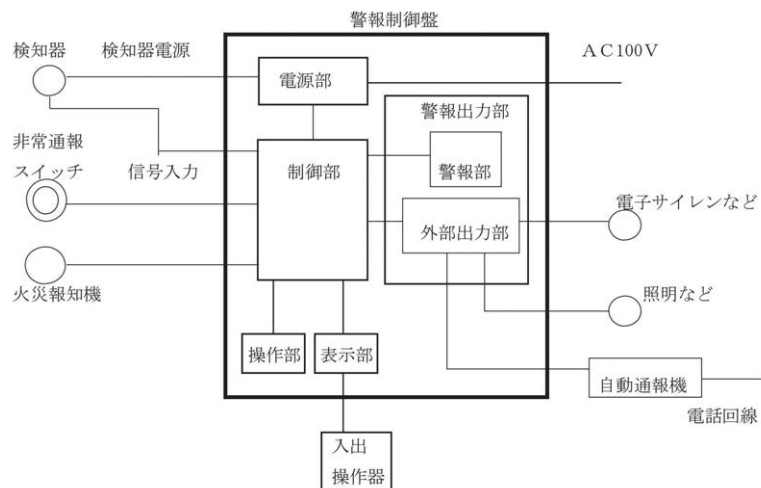 警報制御盤
検知器
検知器電源
AC100V
電源部
警報出力部
非常通報
スイッチ
信号入力
制御部
警報部
電子サイレンなど
外部出力部
火災報知機
照明など
操作部
表示部
自動通報機
電話回線
入出
操作器